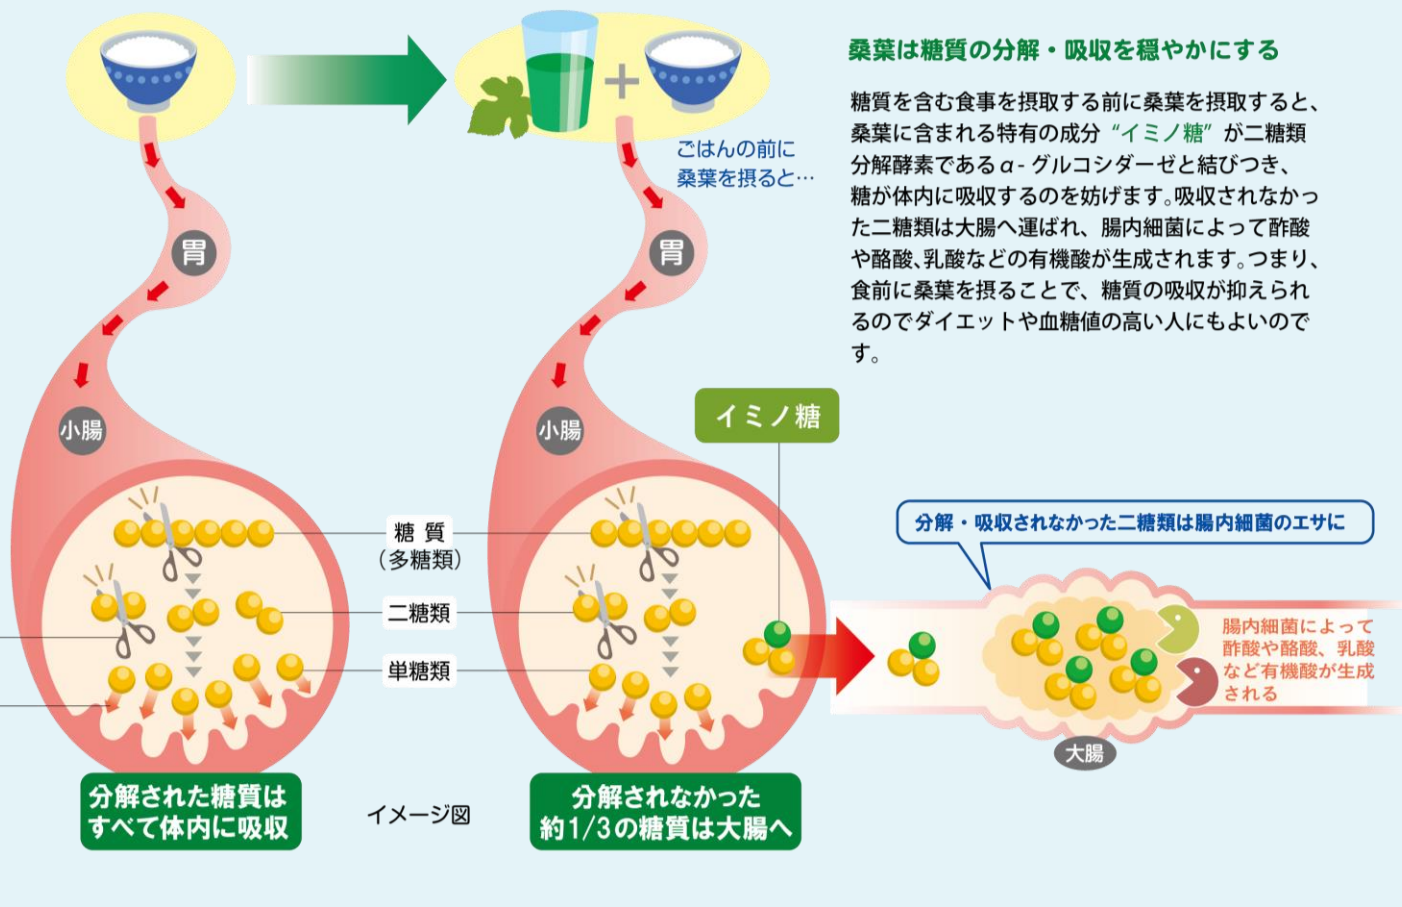 桑葉は糖質の分解・吸収を穏やかにする
糖質を含む食事を摂取する前に桑葉を摂取すると、
桑葉に含まれる特有の成分“イミノ糖”が二糖類
分解酵素であるα-グルコシダーゼと結びつき、
糖が体内に吸収するのを妨げます。吸収されなかっ
た二糖類は大腸へ運ばれ、腸内細菌によって酢酸
や酪酸、乳酸などの有機酸が生成されます。つまり、
食前に桑葉を摂ることで、糖質の吸収が抑えられ
るのでダイエットや血糖値の高い人にもよいので
す。
ごはんの前に
桑葉を摂ると…
胃
胃
小腸
小腸
イミノ糖
糖質
(多糖類)
二糖類
単糖類
分解・吸収されなかった二糖類は腸内細菌のエサに
腸内細菌によって
酢酸や酪酸、乳酸
など有機酸が生成
される
大腸
分解された糖質は
すべて体内に吸収
イメージ図
分解されなかった
約1/3の糖質は大腸へ